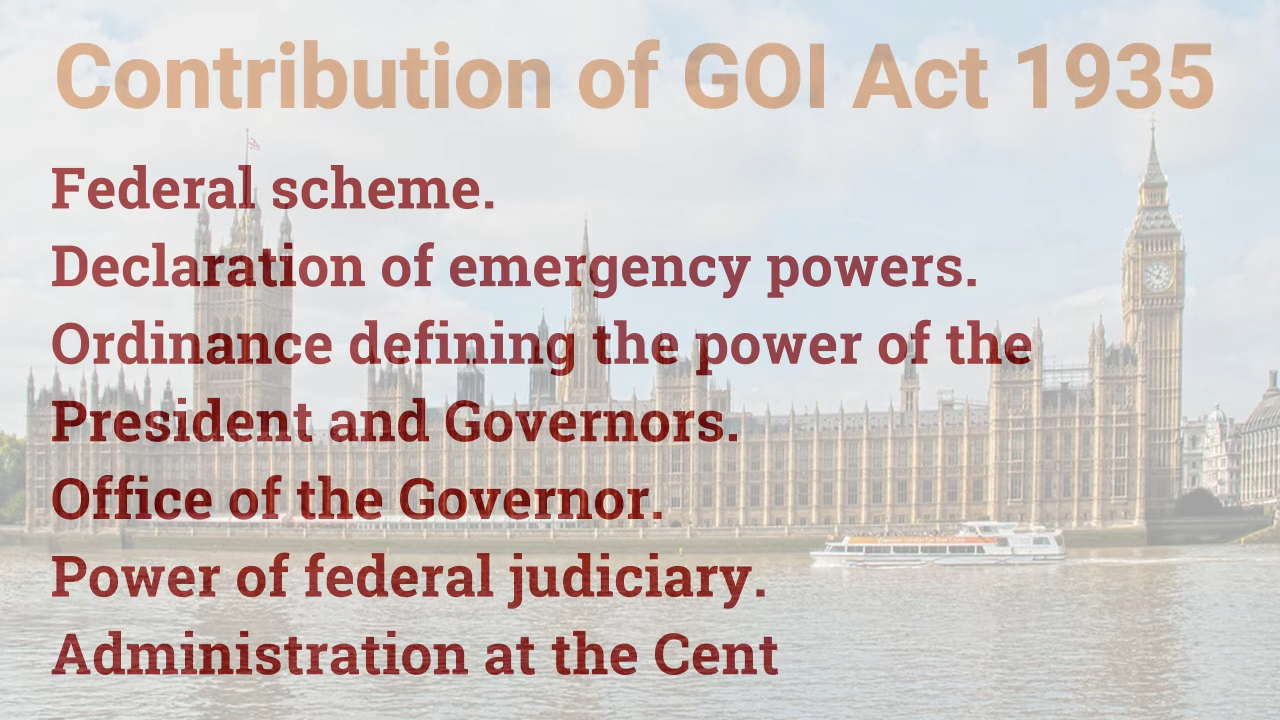 Contribution of GOI Act 1935
Federal scheme.
Declaration of emergency powers.
Ordinance defining the power of the
President and Governors.
Office of the Governor.
Power of federal judiciary.
Administration at the Cent